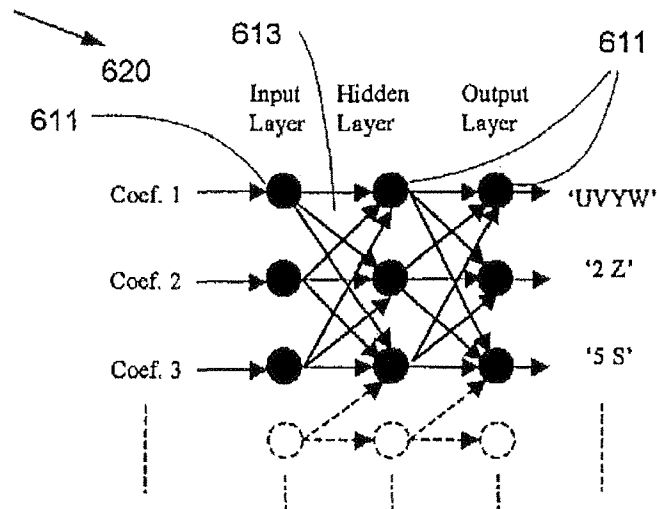 613
611
620
Input Layer
Hidden Layer
Output Layer
611
Coef. 1
'UVYW'
Coef. 2
'2 Z'
Coef. 3
'5 S'